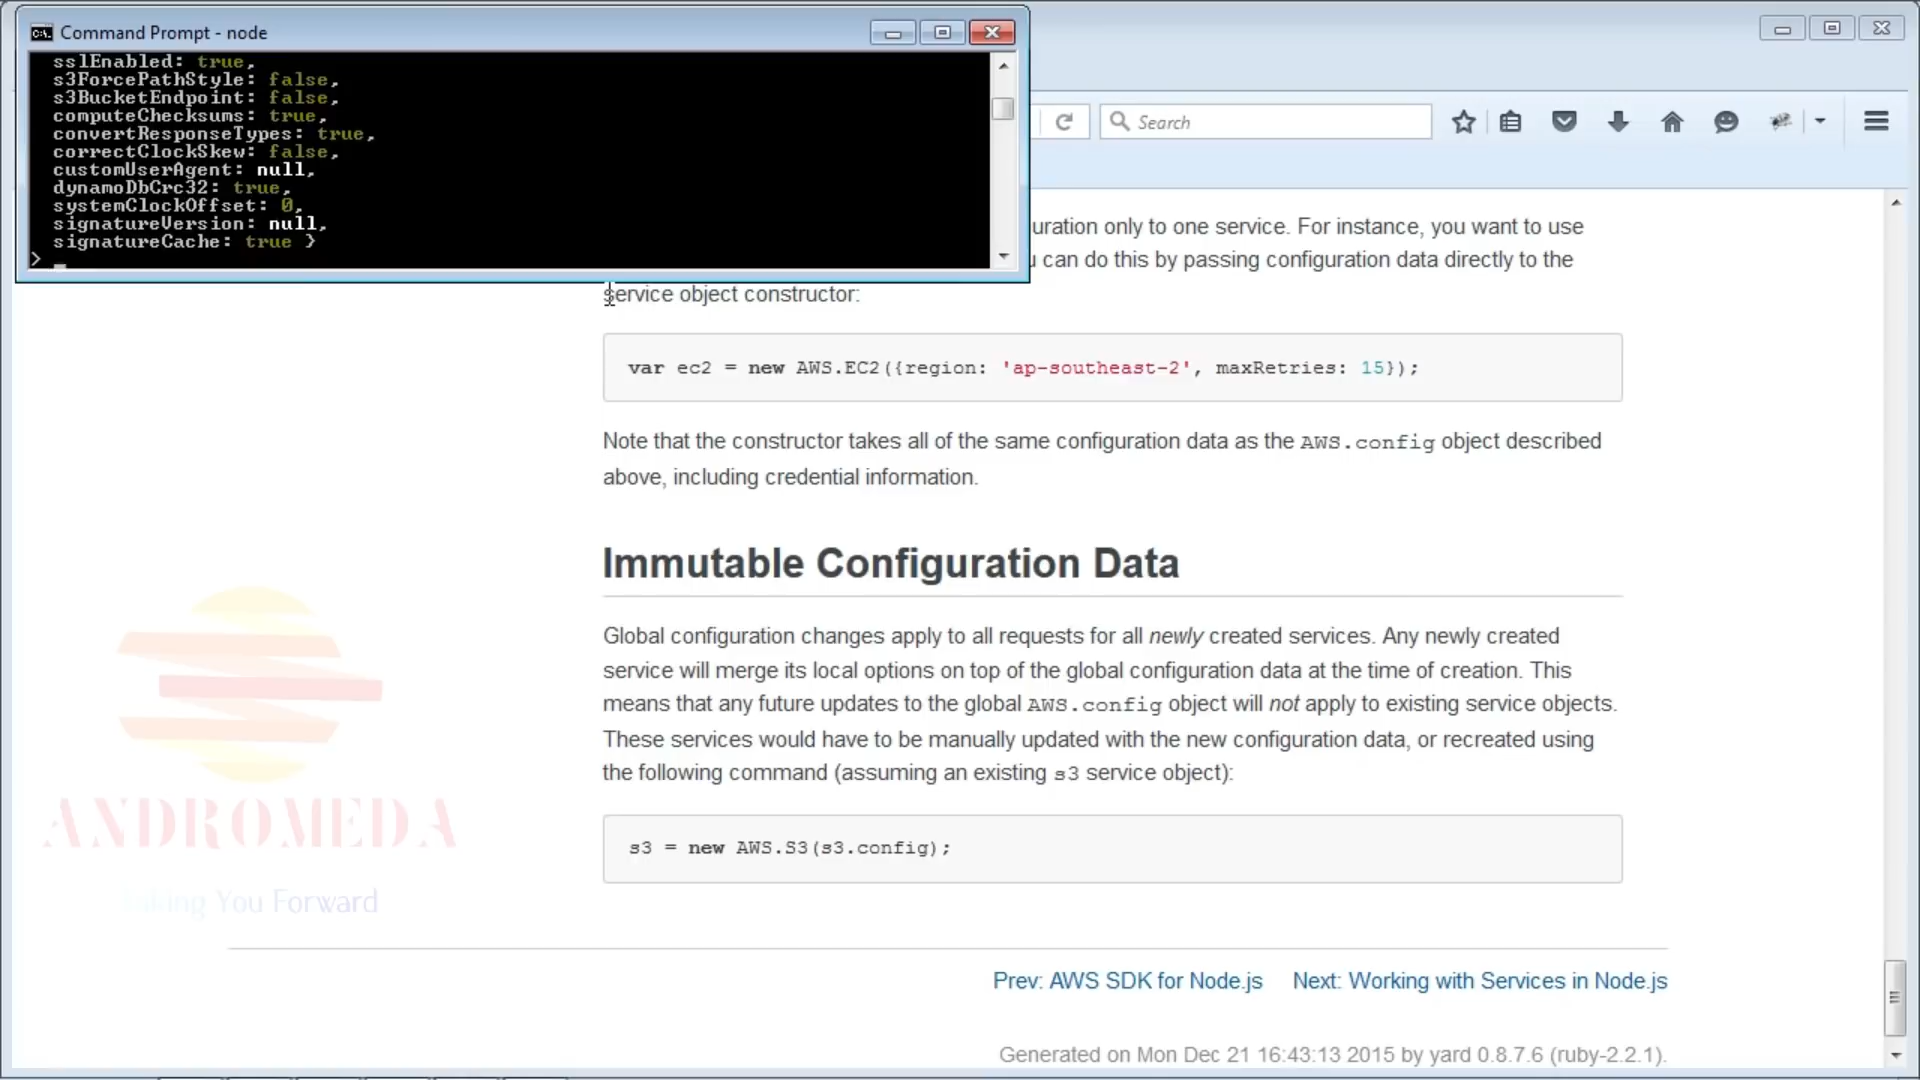 Command Prompt - node
sslEnabled: true,
s3ForcePathStyle: false,
s3BucketEndpoint: false,
computeChecksums: true,
convertResponseTypes: true,
correctClockSkew: false,
customUserAgent: null,
dynamoDbCrc32: true,
systemClockOffset: 0,
signatureVersion: null,
signatureCache: true }
>
Search
uration only to one service. For instance, you want to use
can do this by passing configuration data directly to the
service object constructor:
var ec2 = new AWS.EC2({region: 'ap-southeast-2', maxRetries: 15});
Note that the constructor takes all of the same configuration data as the AWS.config object described
above, including credential information.
Immutable Configuration Data
Global configuration changes apply to all requests for all newly created services. Any newly created
service will merge its local options on top of the global configuration data at the time of creation. This
means that any future updates to the global AWS.config object will not apply to existing service objects.
These services would have to be manually updated with the new configuration data, or recreated using
the following command (assuming an existing s3 service object):
s3 = new AWS.S3(s3.config);
ANDROMEDA
You Forward
Prev: AWS SDK for Node.js Next: Working with Services in Node.js
Generated on Mon Dec 21 16:43:13 2015 by yard 0.8.7.6 (ruby-2.2.1).